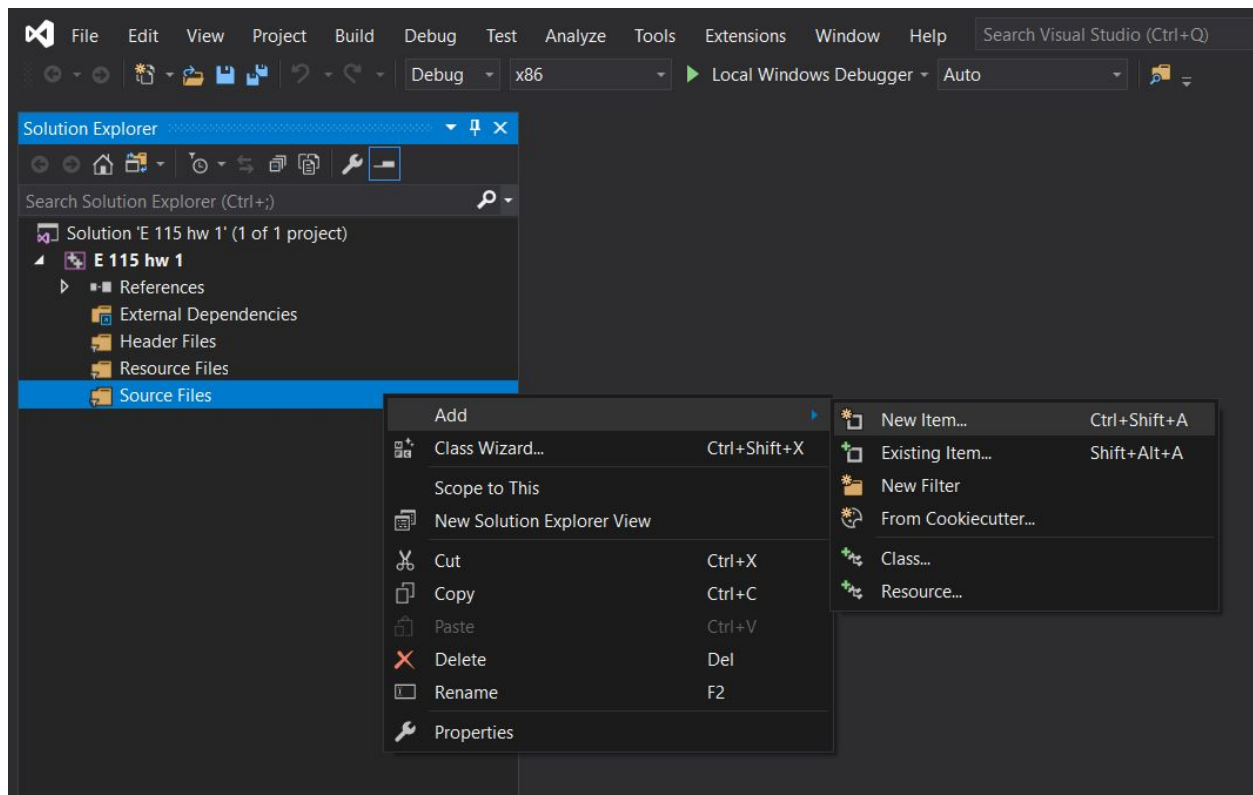 File Edit View Project Build Debug Test Analyze Tools Extensions Window Help Search Visual Studio (Ctrl+Q)
Debug x86 Local Windows Debugger Auto
Solution Explorer
Search Solution Explorer (Ctrl+;)
Solution 'E 115 hw 1' (1 of 1 project)
E 115 hw 1
References
External Dependencies
Header Files
Resource Files
Source Files
Add
Class Wizard... Ctrl+Shift+X
Scope to This
New Solution Explorer View
Cut Ctrl+X
Copy Ctrl+C
Paste Ctrl+V
Delete Del
Rename F2
Properties
New Item... Ctrl+Shift+A
Existing Item... Shift+Alt+A
New Filter
From Cookiecutter...
Class...
Resource...